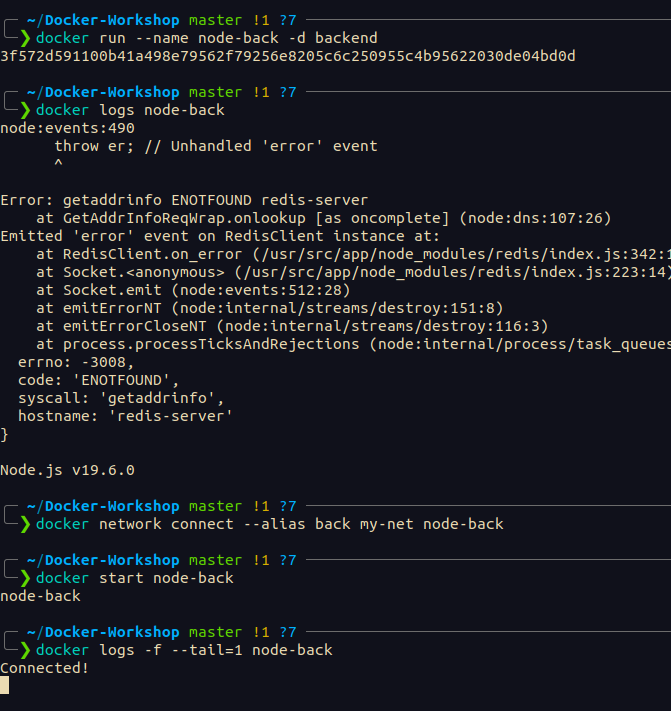 ~/Docker-Workshop master !1 ?7
❯ docker run --name node-back -d backend
3f572d591100b41a498e79562f79256e8205c6c250955c4b95622030de04bd0d
~/Docker-Workshop master !1 ?7
❯ docker logs node-back
node:events:490
      throw er; // Unhandled 'error' event
      ^
Error: getaddrinfo ENOTFOUND redis-server
    at GetAddrInfoReqWrap.onlookup [as oncomplete] (node:dns:107:26)
Emitted 'error' event on RedisClient instance at:
    at RedisClient.on_error (/usr/src/app/node_modules/redis/index.js:342:1
    at Socket.<anonymous> (/usr/src/app/node_modules/redis/index.js:223:14)
    at Socket.emit (node:events:512:28)
    at emitErrorNT (node:internal/streams/destroy:151:8)
    at emitErrorCloseNT (node:internal/streams/destroy:116:3)
    at process.processTicksAndRejections (node:internal/process/task_queues
  errno: -3008,
  code: 'ENOTFOUND',
  syscall: 'getaddrinfo',
  hostname: 'redis-server'
}
Node.js v19.6.0
~/Docker-Workshop master !1 ?7
❯ docker network connect --alias back my-net node-back
~/Docker-Workshop master !1 ?7
❯ docker start node-back
node-back
~/Docker-Workshop master !1 ?7
❯ docker logs -f --tail=1 node-back
Connected!